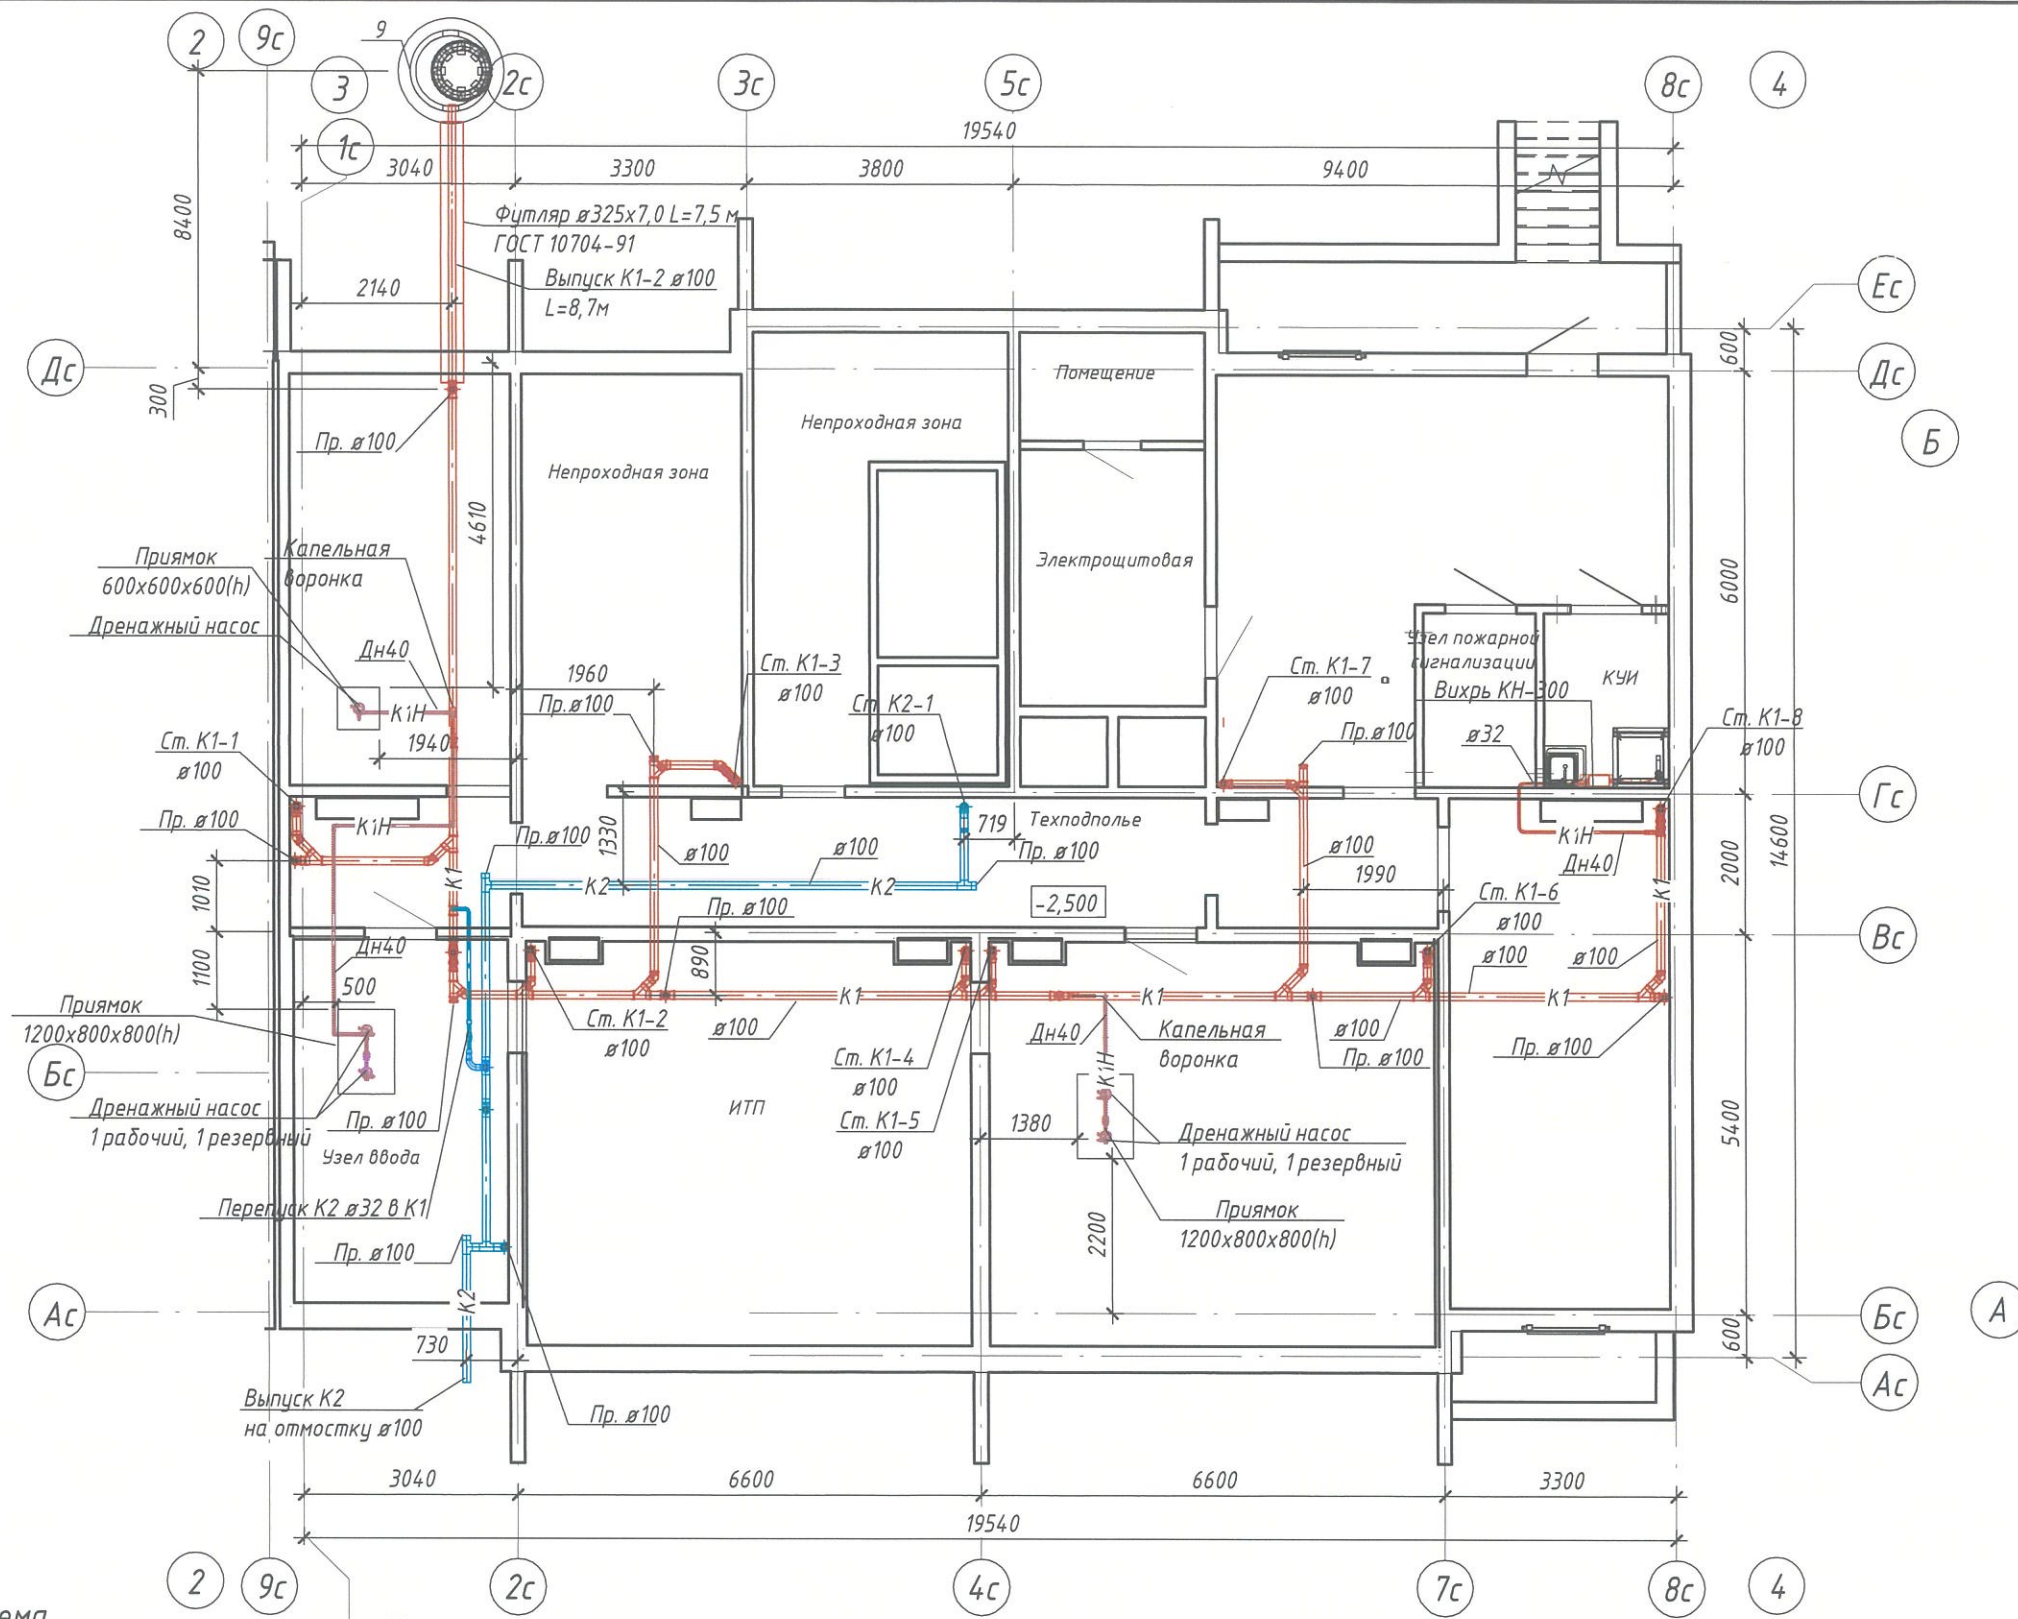 2
9с
9
3
2с
3с
5с
8с
4
1с
19540
3040
3300
3800
9400
8400
Футляр ø325х7,0 L=7,5 м
ГОСТ 10704-91
Выпуск К1-2 ø100
L=8,7м
2140
Ес
600
Дс
Дс
300
Помещение
Непроходная зона
Б
Пр. ø100
Непроходная зона
4610
Приямок
600х600х600(h)
Капельная
воронка
Электрощитовая
6000
Дренажный насос
Дн40
Узел пожарной
сигнализации
КУИ
1960
Ст. К1-3
ø100
Ст. К1-7
ø100
Вихрь КН-300
Пр.ø100
Ст. К2-1
ø100
К1Н
1940
Ст. К1-1
ø100
Пр.ø100
ø32
Ст. К1-8
ø100
Гс
Пр. ø100
К1Н
Пр.ø100
1330
719
Техподполье
К1Н
Дн40
14600
2000
ø100
ø100
Пр. ø100
ø100
1990
К1
К2
К2
К1
1010
-2,500
Ст. К1-6
ø100
Пр. ø100
Вс
Дн40
890
ø100
ø100
1100
500
К1
К1
К1
Приямок
1200х800х800(h)
Ст. К1-2
ø100
ø100
Дн40
Капельная
воронка
ø100
Пр. ø100
Пр. ø100
Бс
Ст. К1-4
ø100
К1Н
Дренажный насос
1 рабочий, 1 резервный
Пр. ø100
ИТП
Ст. К1-5
ø100
1380
Дренажный насос
1 рабочий, 1 резервный
5400
Узел ввода
Перепуск К2 ø32 в К1
Приямок
1200х800х800(h)
2200
Пр. ø100
Ас
К2
Бс
А
730
600
Выпуск К2
на отмостку ø100
Пр. ø100
Ас
3040
6600
6600
3300
19540
2
9с
2с
4с
7с
8с
4
ема